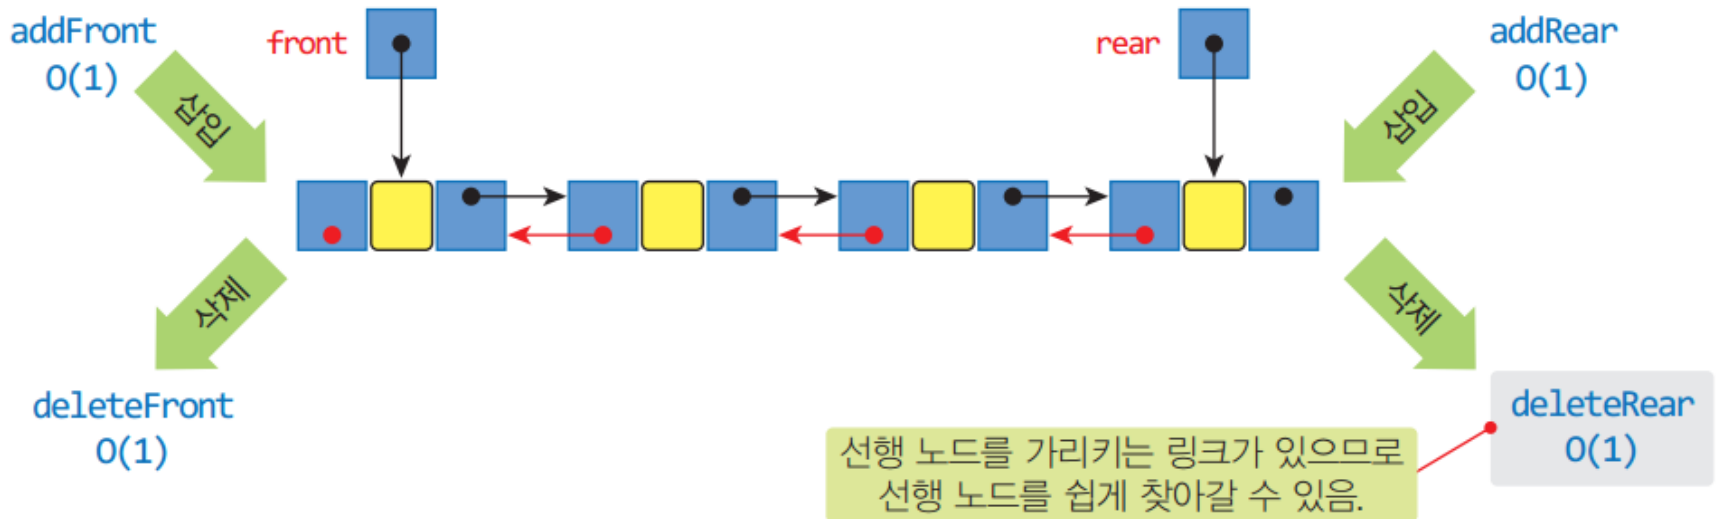 addFront
O(1)
삽입
front
rear
addRear
O(1)
삽입
삭제
deleteFront
O(1)
삭제
deleteRear
O(1)
선행 노드를 가리키는 링크가 있으므로
선행 노드를 쉽게 찾아갈 수 있음.